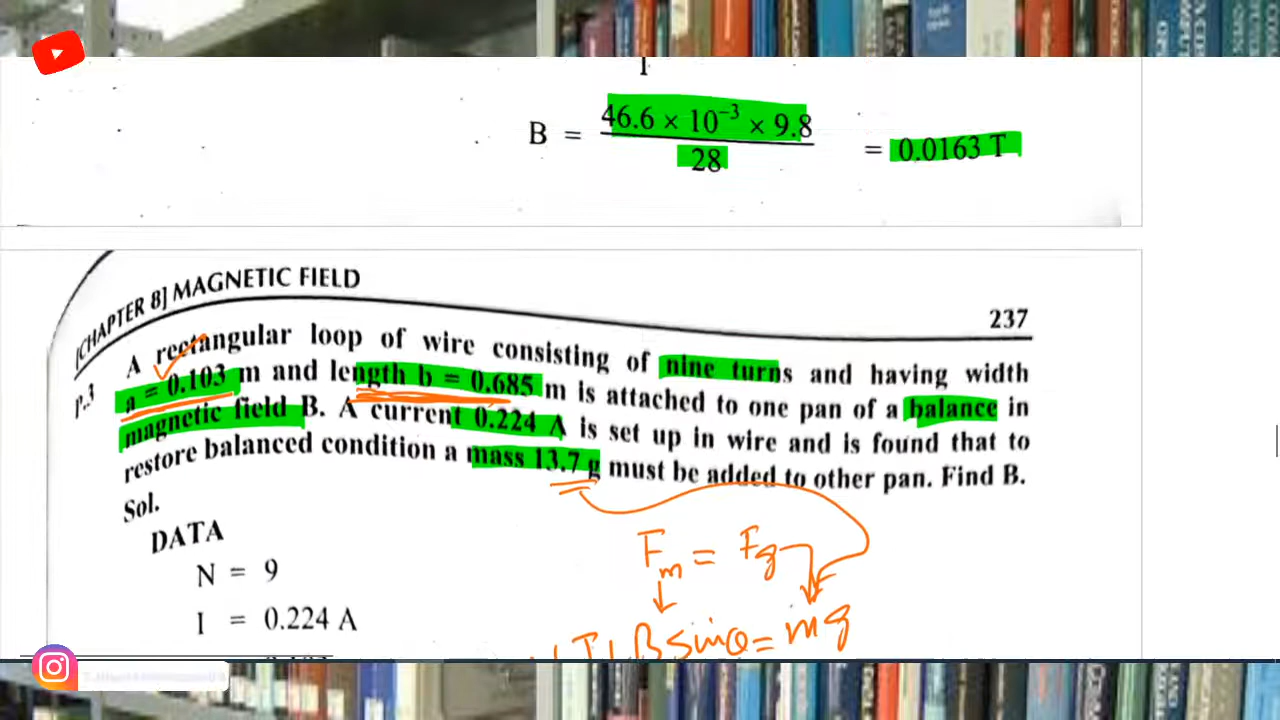 I
B = 46.6 × 10⁻³ × 9.8 / 28 = 0.0163 T
[CHAPTER 8] MAGNETIC FIELD
237
P.3 A rectangular loop of wire consisting of nine turns and having width
a = 0.103 m and length b = 0.685 m is attached to one pan of a balance in
magnetic field B. A current 0.224 A is set up in wire and is found that to
restore balanced condition a mass 13.7 g must be added to other pan. Find B.
Sol.
DATA
N = 9
Fm = Fg
I = 0.224 A
B sinθ = mg